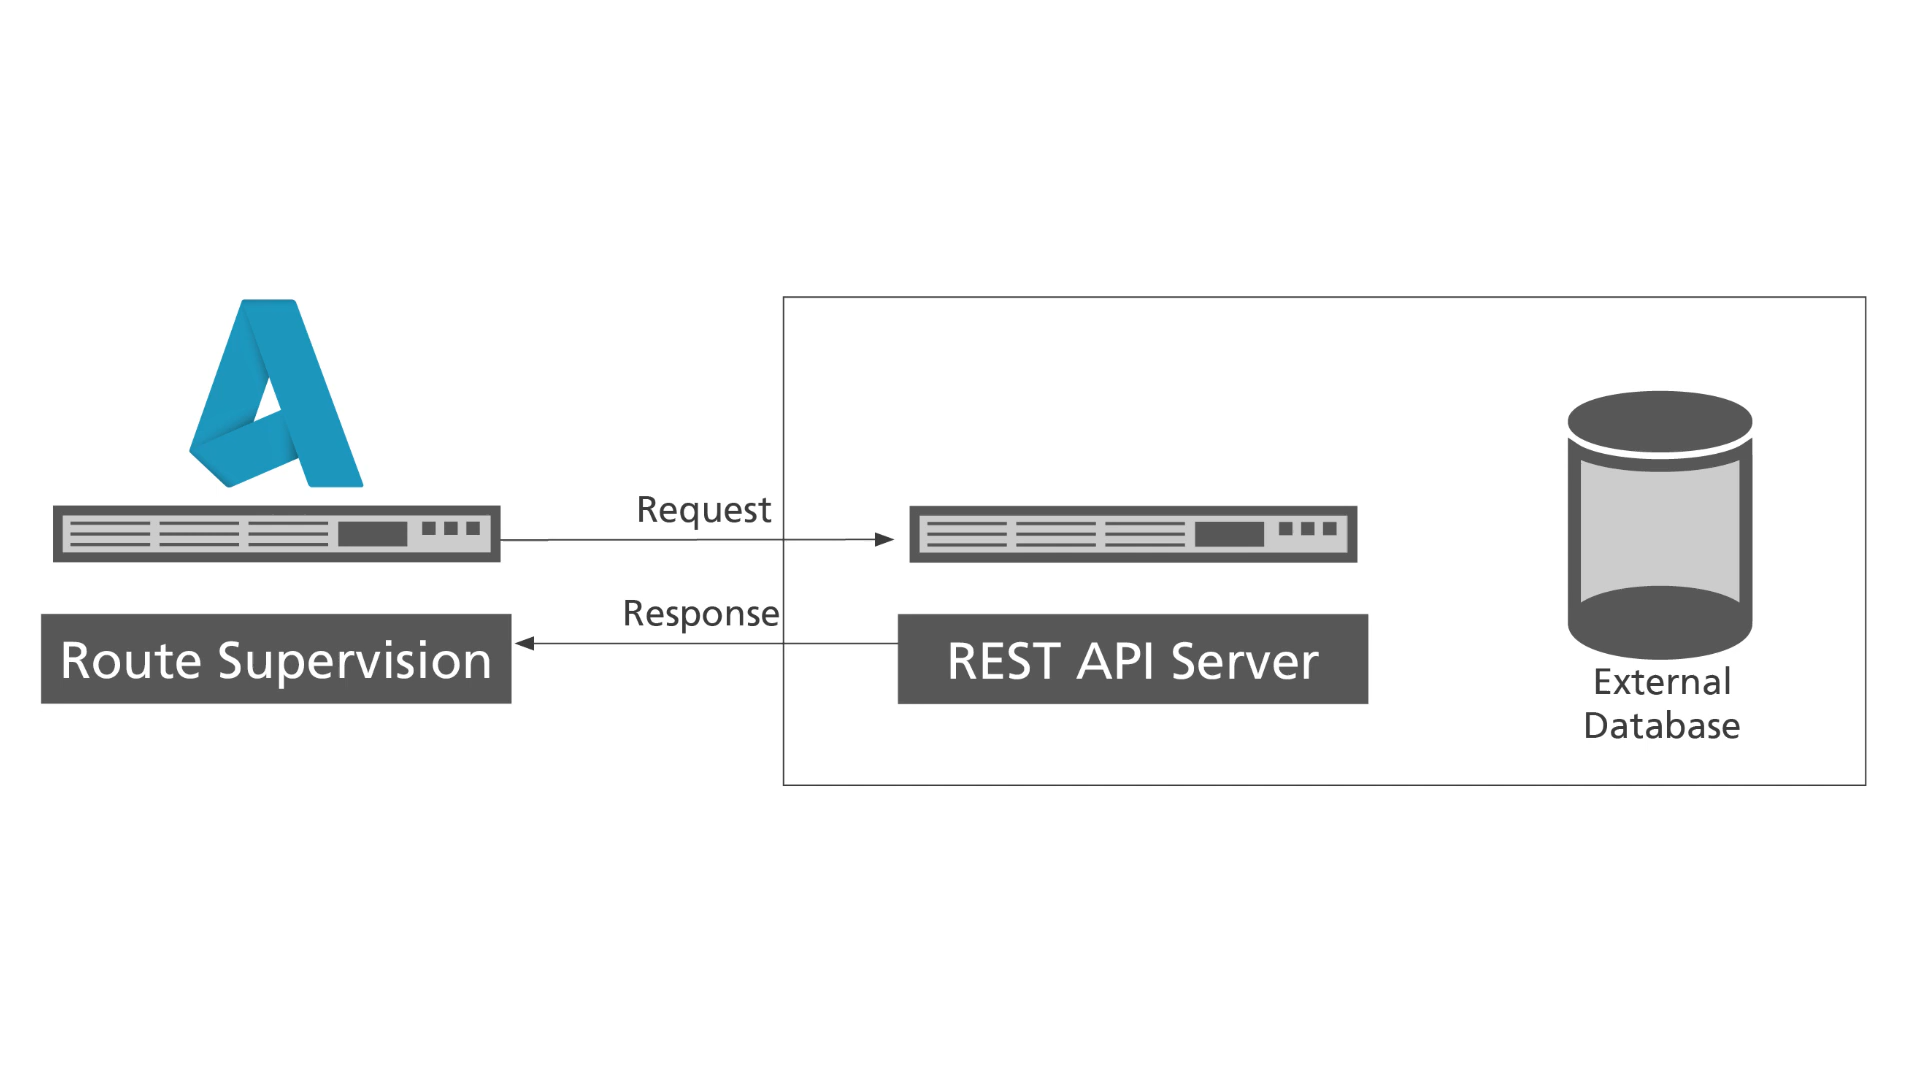 Request
Response
Route Supervision
REST API Server
External
Database